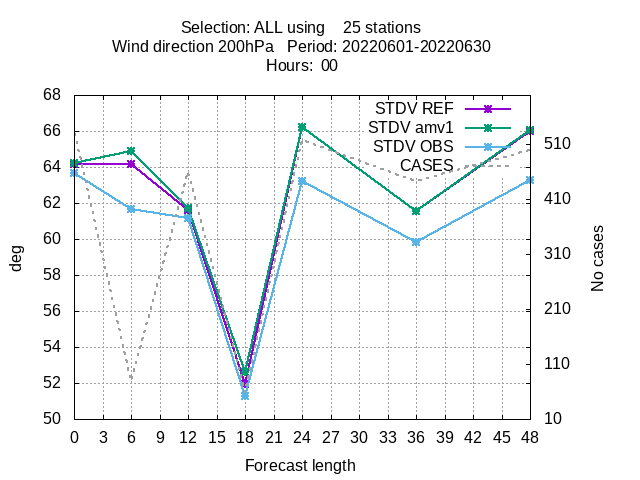 Selection: ALL using    25 stations
Wind direction 200hPa   Period: 20220601-20220630
Hours:  00
68
66
64
62
60
58
56
54
52
50
deg
STDV REF
STDV amv1
STDV OBS
CASES
510
410
310
210
110
10
No cases
0 3 6 9 12 15 18 21 24 27 30 33 36 39 42 45 48
Forecast length